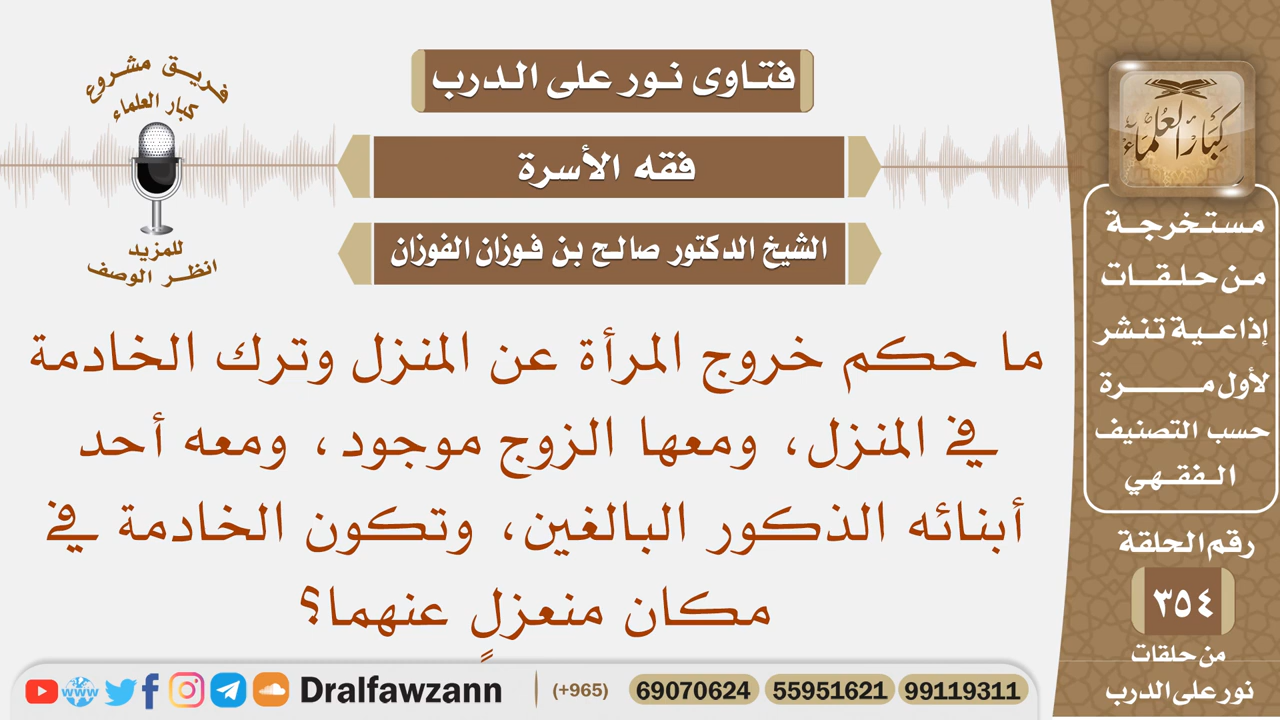 فتاوى نور على الدرب
فقه الأسرة
الشيخ الدكتور صالح بن فوزان الفوزان
فريق مشروع
كبار العلماء
للمزيد
انظر الوصف
ما حكم خروج المرأة عن المنزل وترك الخادمة
في المنزل، ومعها الزوج موجود، ومعه أحد
أبنائه الذكور البالغين، وتكون الخادمة في
مكان منعزلٍ عنهما؟
كبار العلماء
مستخرجة
من حلقات
إذاعية تنشر
لأول مرة
حسب التصنيف
الفقهي
رقم الحلقة
٣٥٤
من حلقات
نور على الدرب
www Dralfawzann (+965) 69070624 55951621 99119311